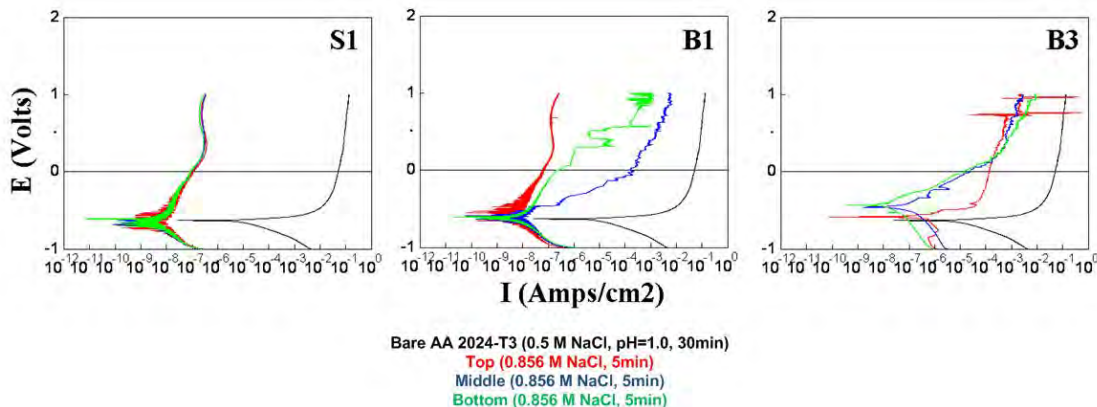 2 2 2
S1 B1 B3
1 1 1
E (Volts)
0 0 0
-1 -1 -1
10^-12 10^-11 10^-10 10^-9 10^-8 10^-7 10^-6 10^-5 10^-4 10^-3 10^-2 10^-1 10^0 10^-12 10^-11 10^-10 10^-9 10^-8 10^-7 10^-6 10^-5 10^-4 10^-3 10^-2 10^-1 10^0 10^-12 10^-11 10^-10 10^-9 10^-8 10^-7 10^-6 10^-5 10^-4 10^-3 10^-2 10^-1 10^0
I (Amps/cm2)
Bare AA 2024-T3 (0.5 M NaCl, pH=1.0, 30min)
Top (0.856 M NaCl, 5min)
Middle (0.856 M NaCl, 5min)
Bottom (0.856 M NaCl, 5min)